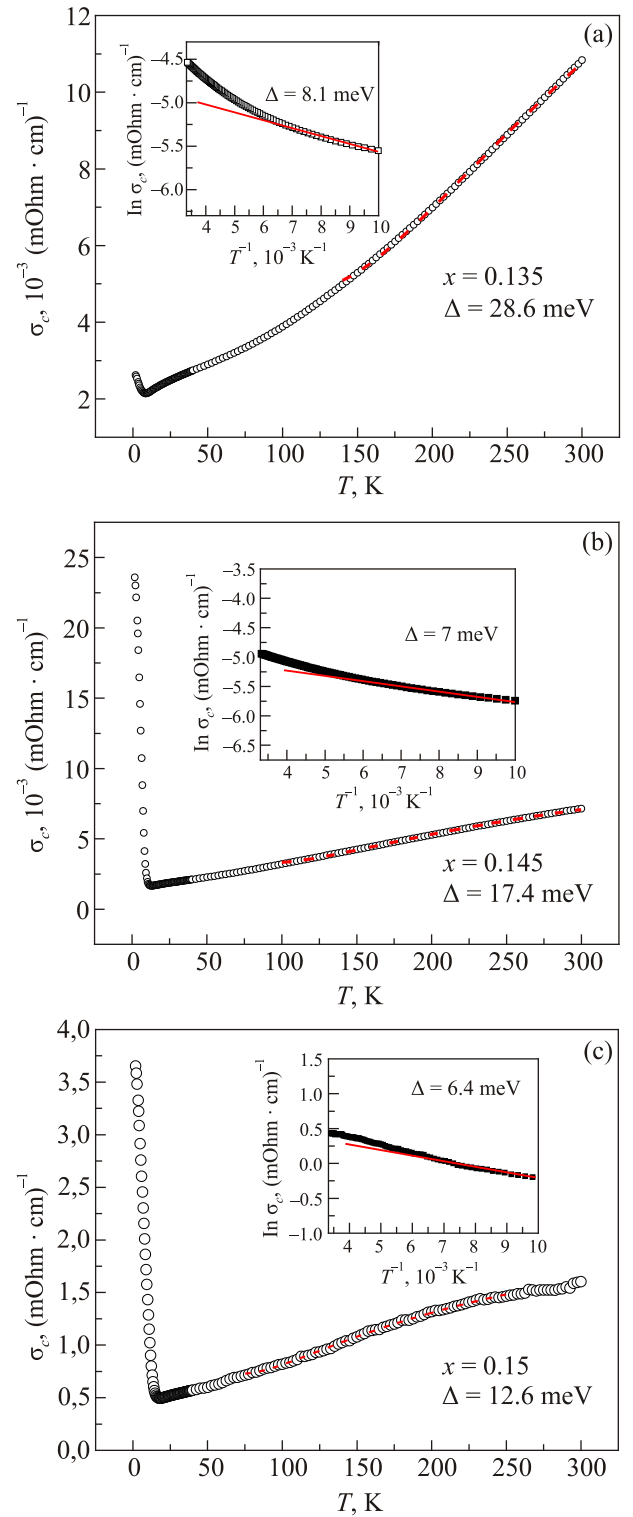 (a)
12
10
8
6
4
2
σc, 10−3 (mOhm · cm)−1
0 50 100 150 200 250 300
T, K
x = 0.135
Δ = 28.6 meV
−4.5
−5.0
−5.5
−6.0
ln σc, (mOhm · cm)−1
Δ = 8.1 meV
4 5 6 7 8 9 10
T−1, 10−3 K−1
(b)
25
20
15
10
5
0
σc, 10−3 (mOhm · cm)−1
0 50 100 150 200 250 300
T, K
x = 0.145
Δ = 17.4 meV
−3.5
−4.0
−4.5
−5.0
−5.5
−6.0
−6.5
ln σc, (mOhm · cm)−1
Δ = 7 meV
4 5 6 7 8 9 10
T−1, 10−3 K−1
(c)
4,0
3,5
3,0
2,5
2,0
1,5
1,0
0,5
0,0
σc, (mOhm · cm)−1
0 50 100 150 200 250 300
T, K
x = 0.15
Δ = 12.6 meV
1.5
1.0
0.5
0.0
−0.5
−1.0
ln σc, (mOhm · cm)−1
Δ = 6.4 meV
4 5 6 7 8 9 10
T−1, 10−3 K−1